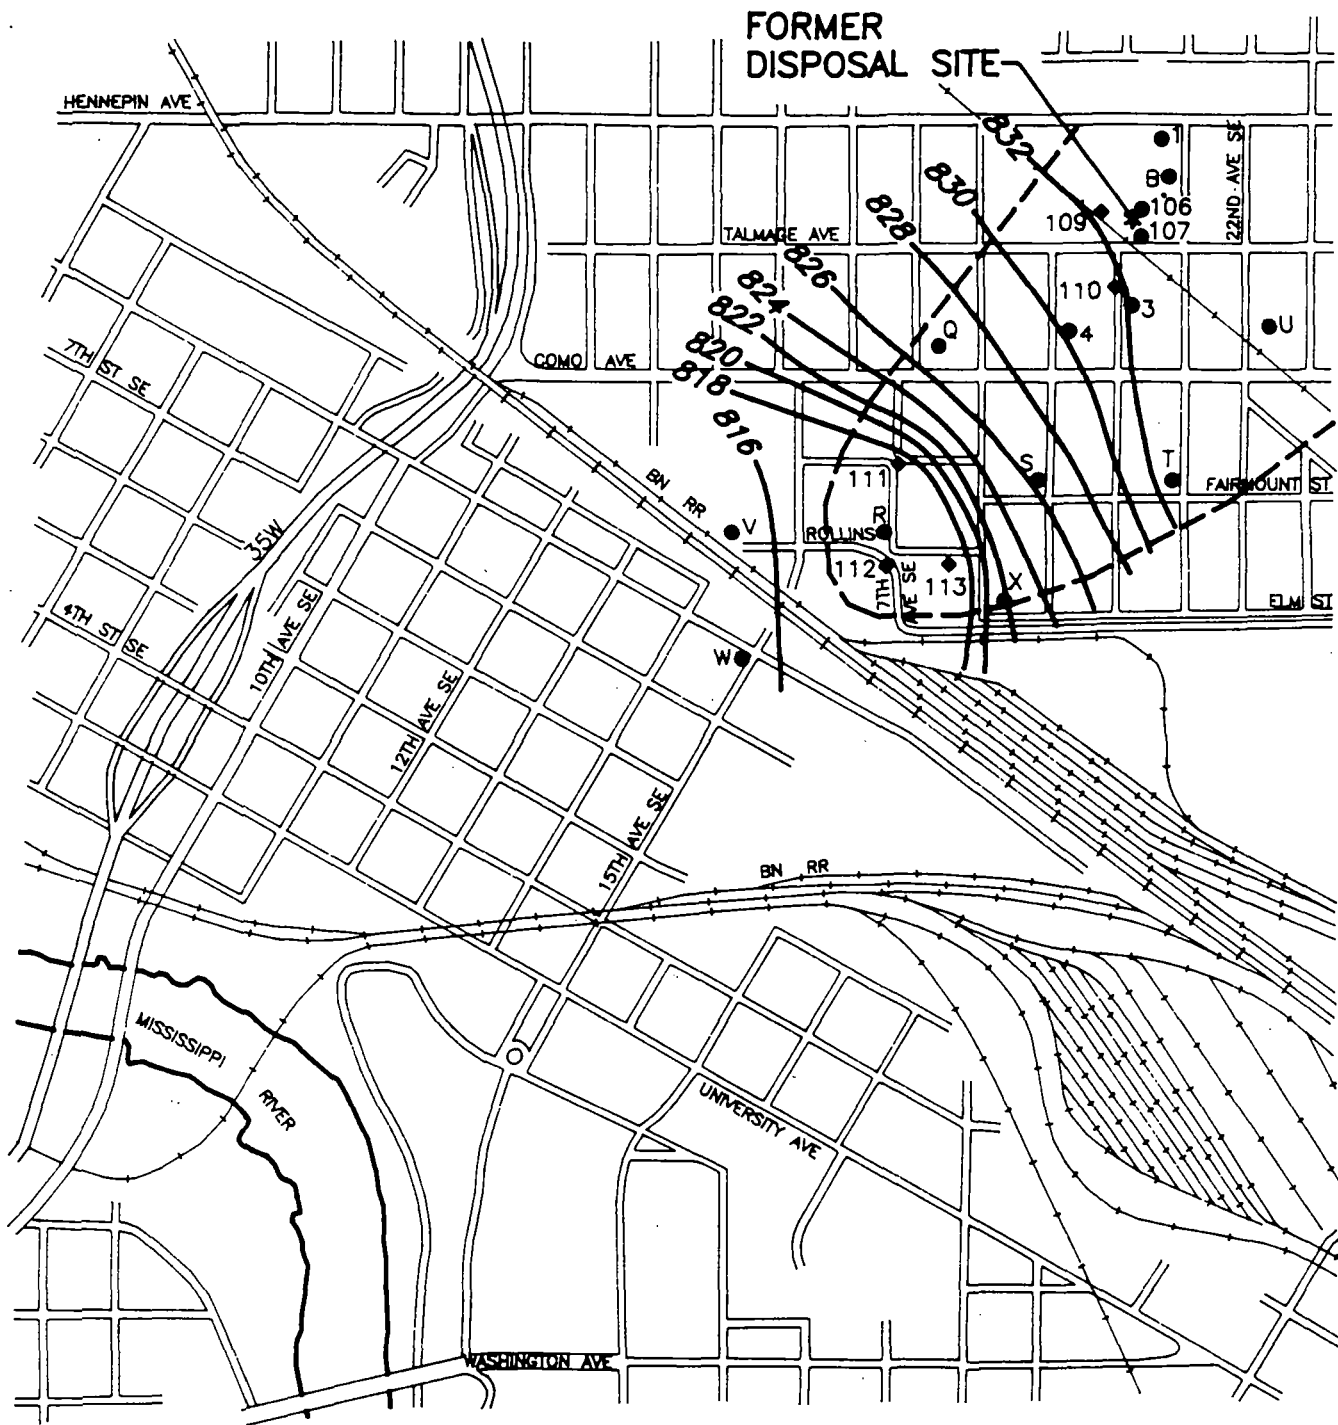 FORMER
DISPOSAL SITE
HENNEPIN AVE
832
1
B
22ND AVE SE
830
109
106
107
828
TALMAGE AVE
826
824
110
3
822
Q
4
U
820
COMO AVE
7TH ST SE
818
816
BN RR
111
S
T
FAIRMOUNT ST
35W
V
R
ROLLINS
112
113
7TH
AVE SE
X
ELM ST
4TH ST SE
10TH AVE SE
W
12TH AVE SE
15TH AVE SE
BN RR
MISSISSIPPI
RIVER
UNIVERSITY AVE
WASHINGTON AVE